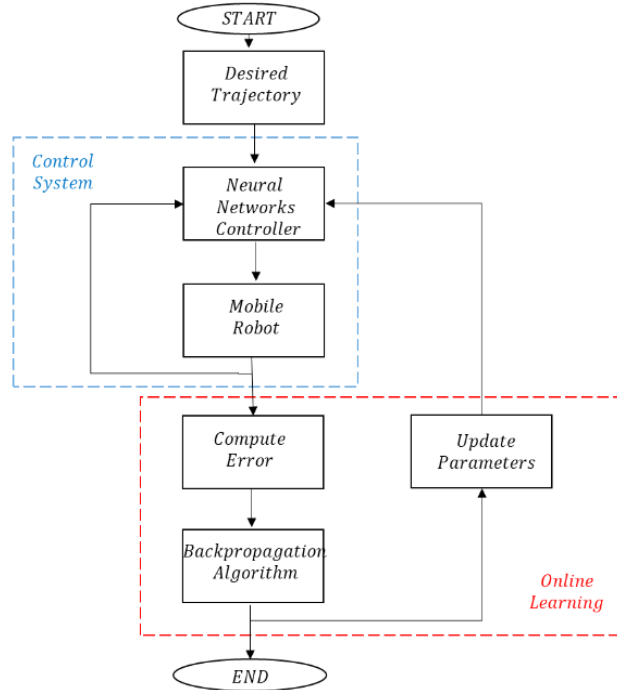 START
Desired
Trajectory
Control
System
Neural
Networks
Controller
Mobile
Robot
Compute
Error
Update
Parameters
Backpropagation
Algorithm
Online
Learning
END